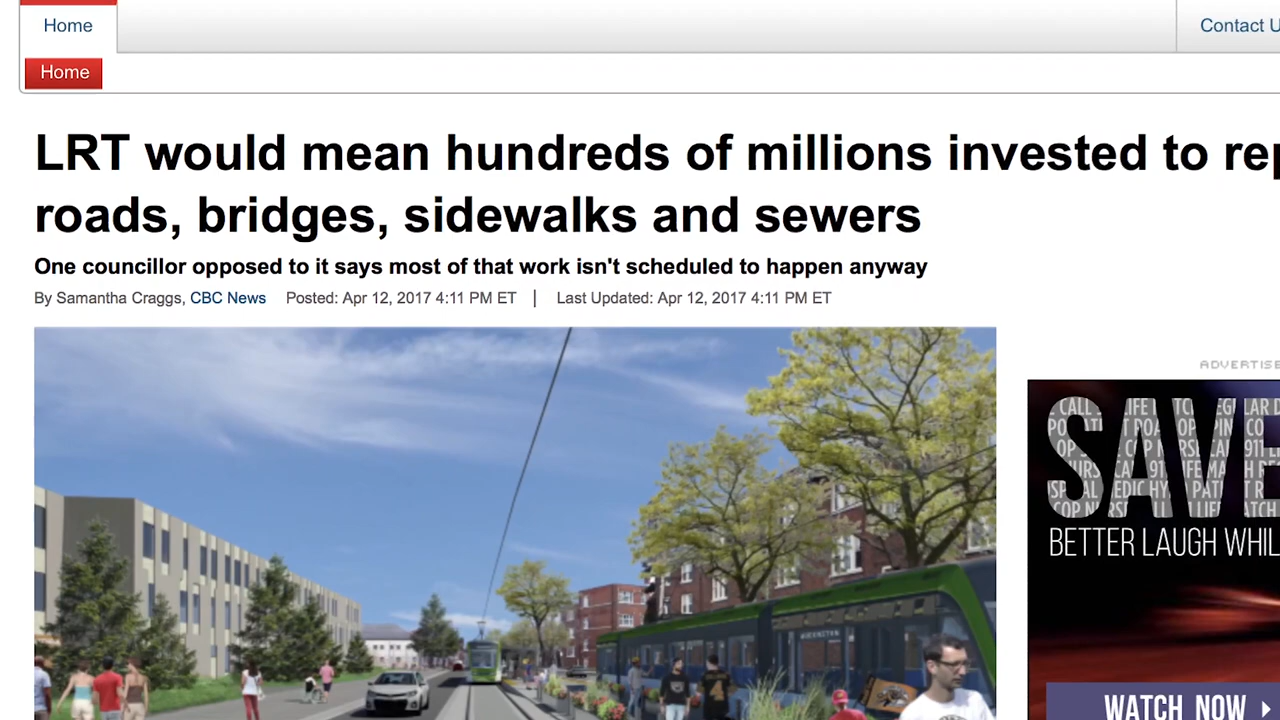 Home
Contact U
Home
LRT would mean hundreds of millions invested to rep
roads, bridges, sidewalks and sewers
One councillor opposed to it says most of that work isn't scheduled to happen anyway
By Samantha Craggs, CBC News Posted: Apr 12, 2017 4:11 PM ET | Last Updated: Apr 12, 2017 4:11 PM ET
ADVERTISE
SAVE
BETTER LAUGH WHIL
WATCH NOW